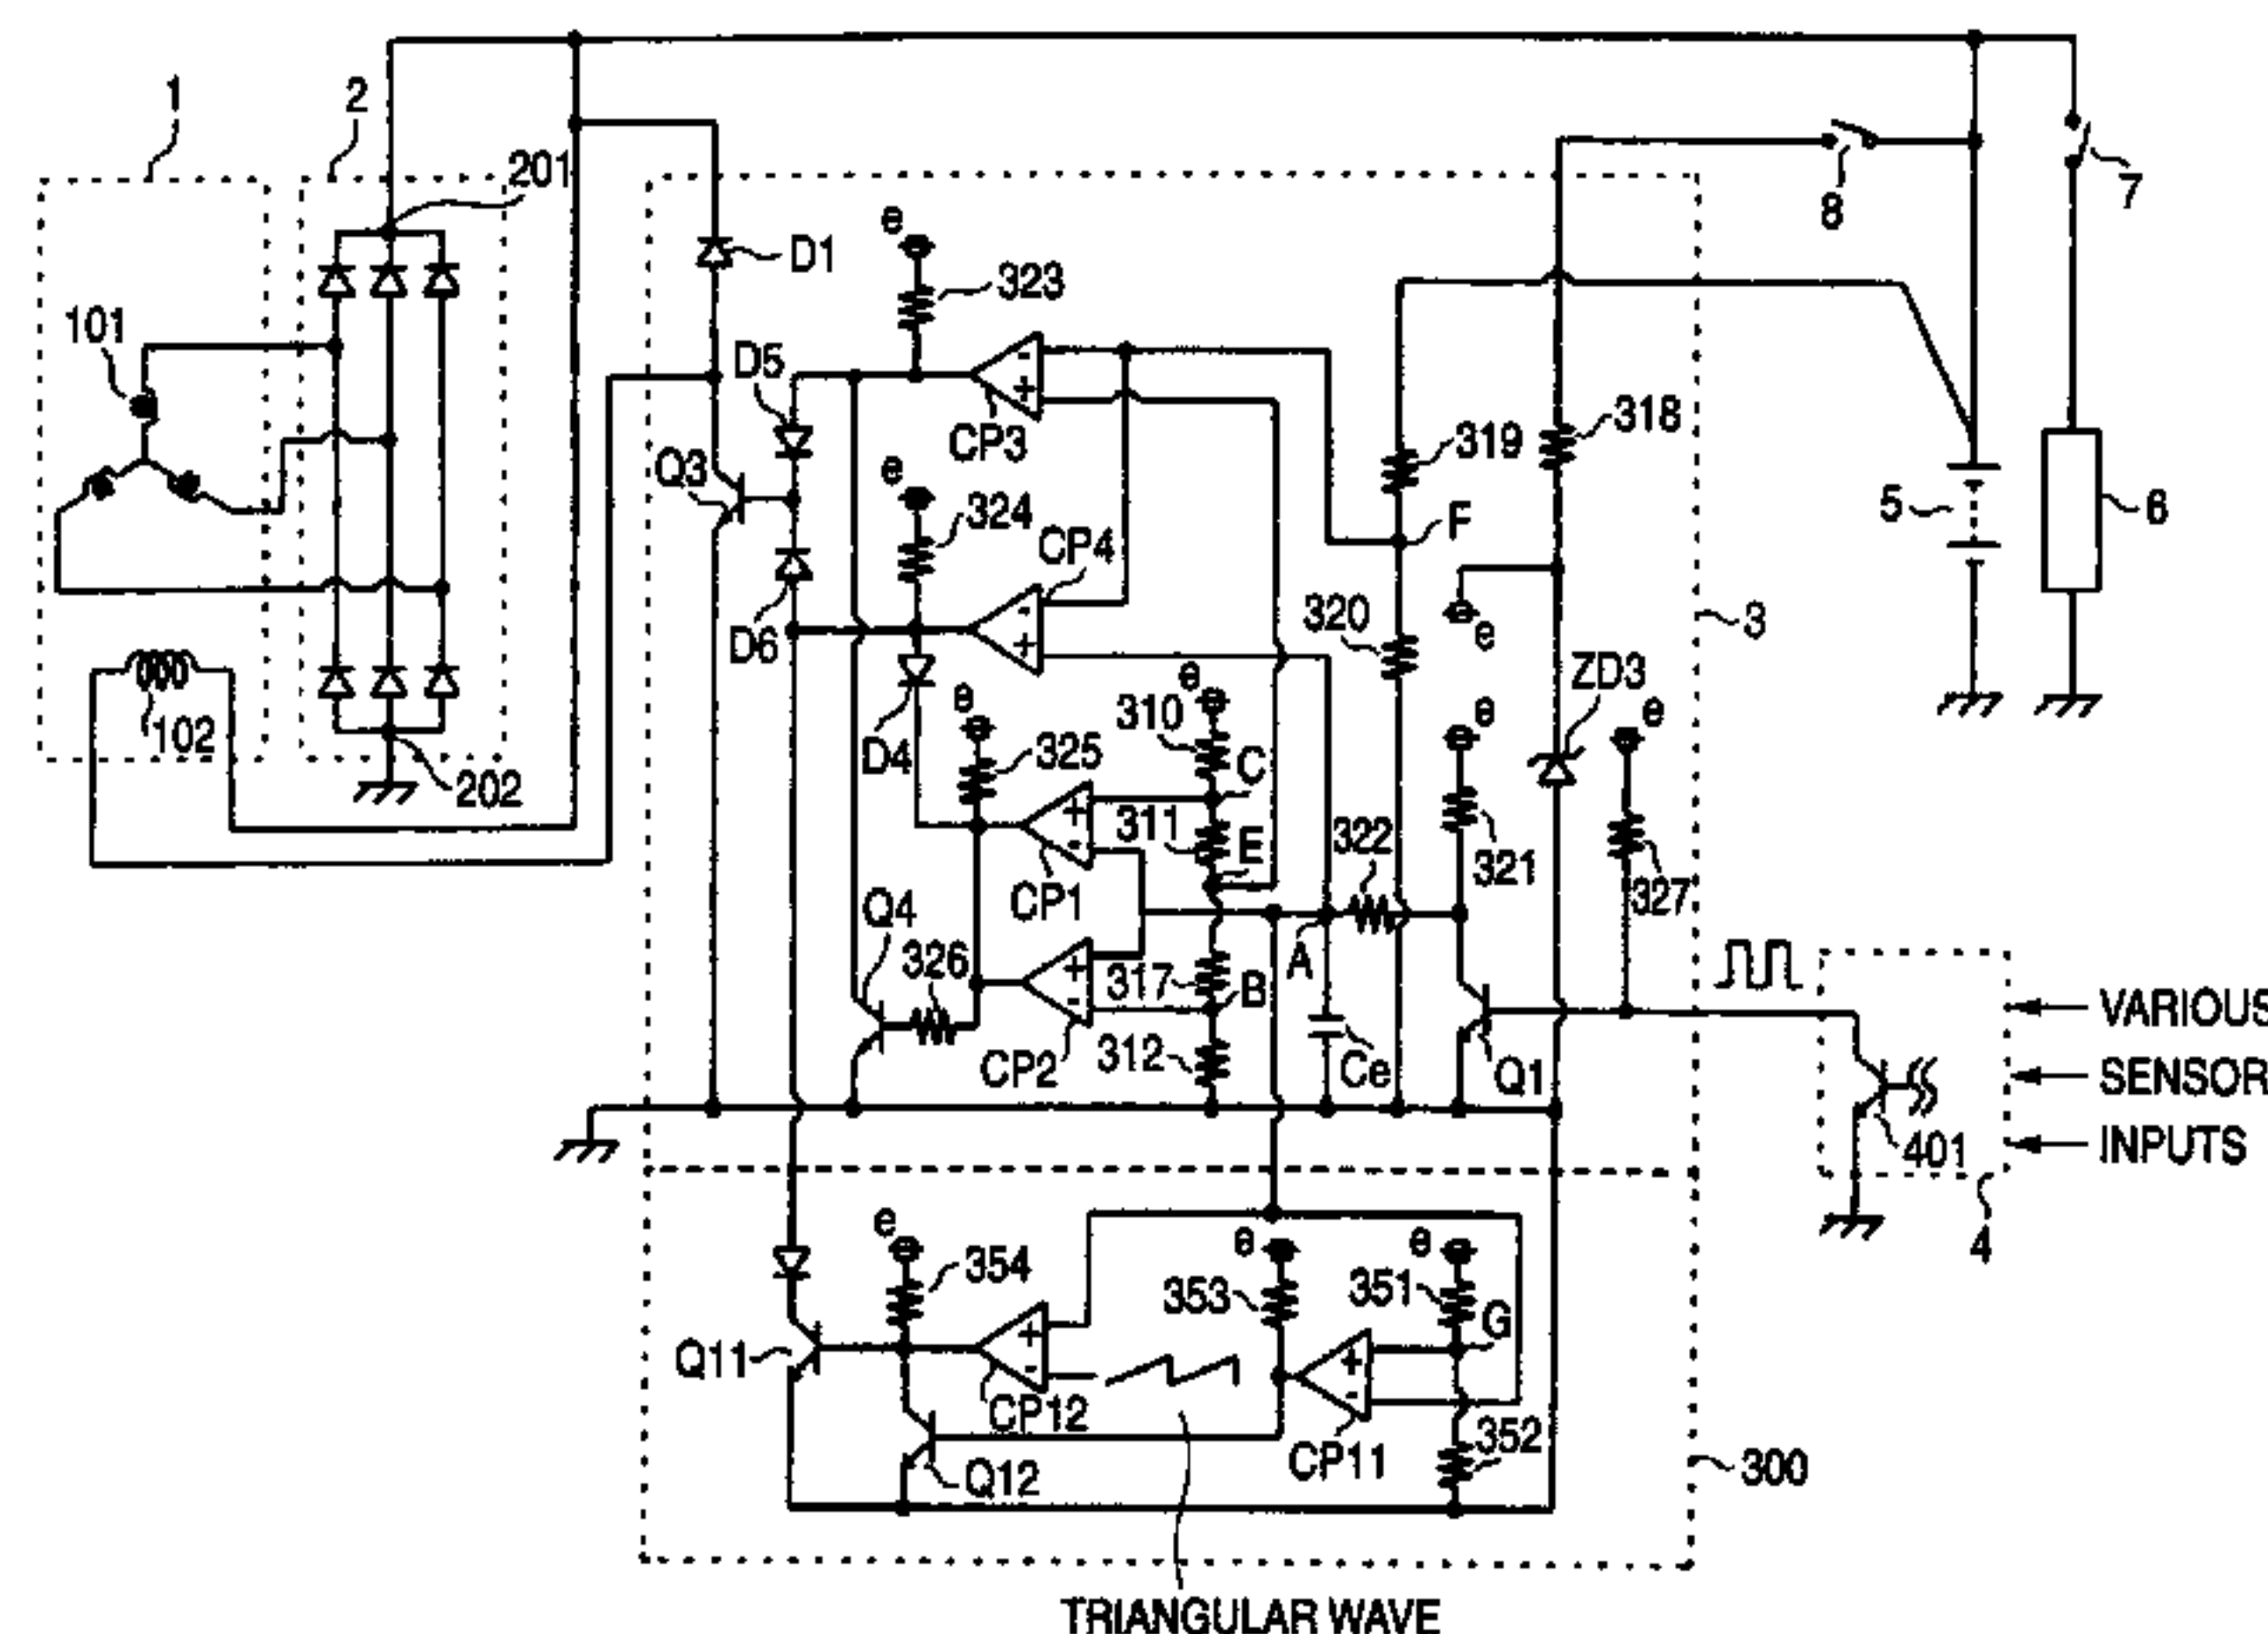 1
2
201
101
102
202
D1
e
323
D5
CP3
Q3
e
324
CP4
D6
D4
e
325
e
310
C
311
E
CP1
322
A
Q4
326
317
B
CP2
312
Ce
319
318
F
320
e
ZD3
e
321
e
327
Q1
8
7
5
6
3
VARIOUS
SENSOR
INPUTS
401
4
e
354
e
353
e
351
G
Q11
CP12
Q12
CP11
352
300
TRIANGULAR WAVE
+
-
+
-
+
-
+
-
+
-
+
-